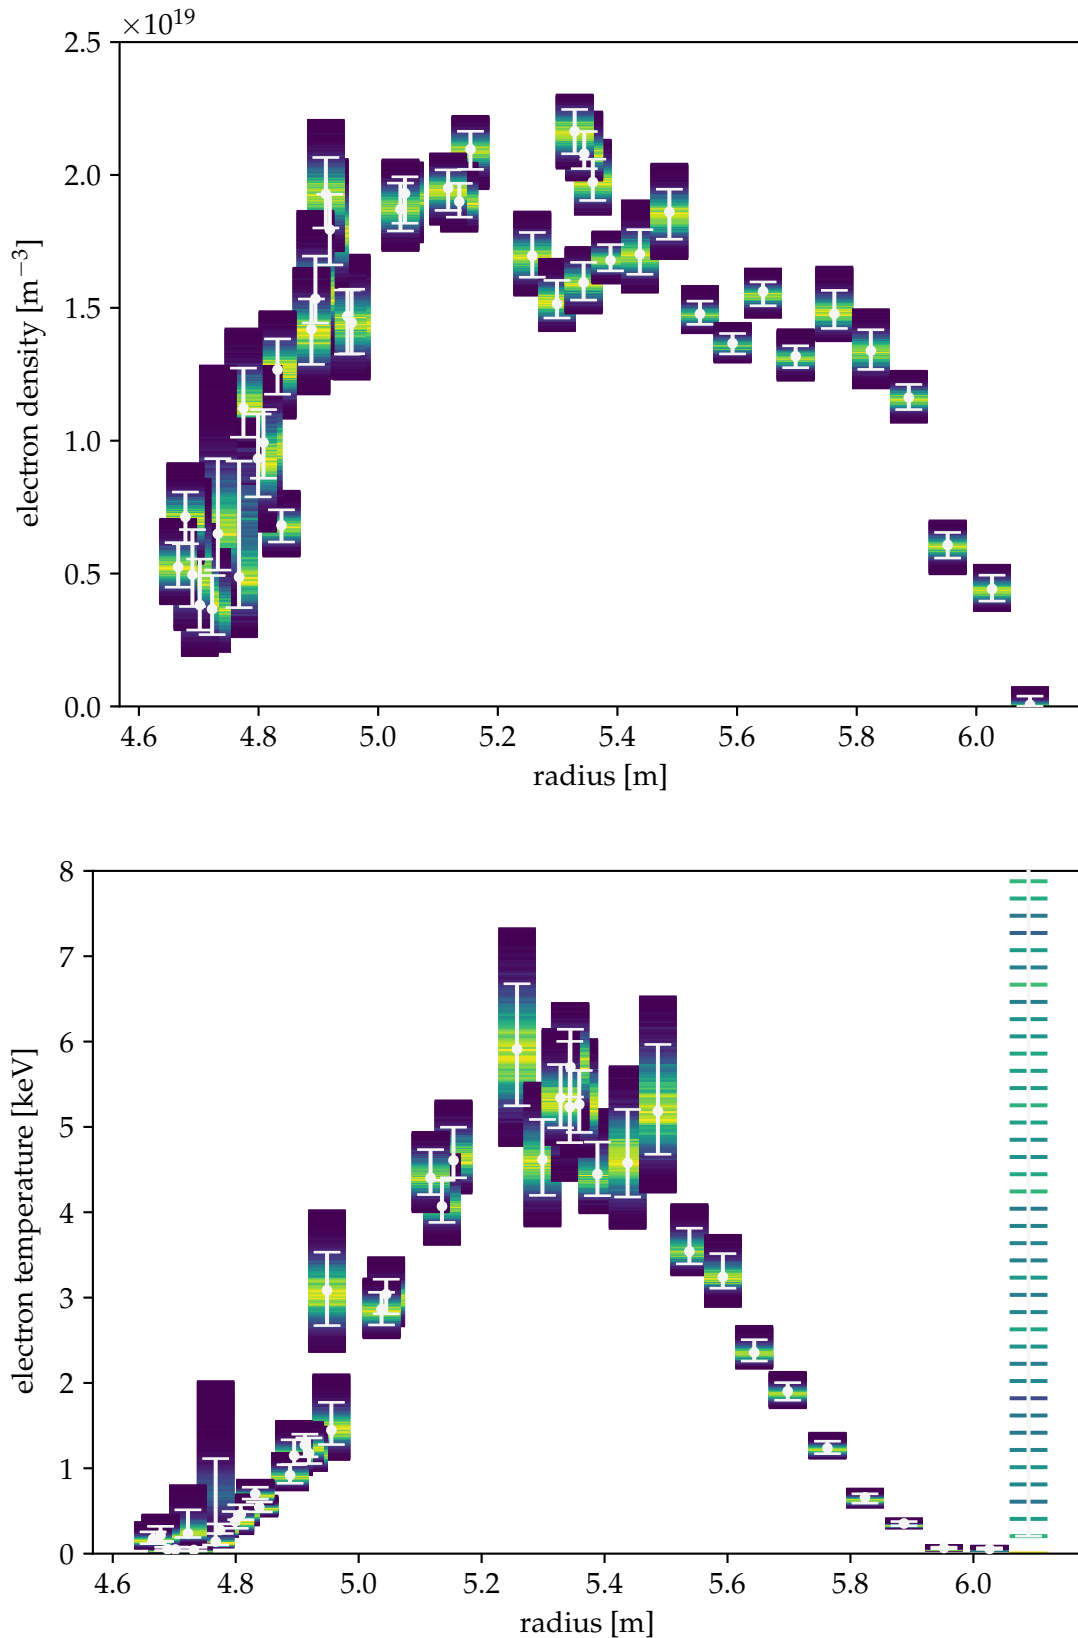 ×10¹⁹
2.5
2.0
1.5
1.0
0.5
0.0
electron density [m⁻³]
4.6 4.8 5.0 5.2 5.4 5.6 5.8 6.0
radius [m]
8
7
6
5
4
3
2
1
0
electron temperature [keV]
4.6 4.8 5.0 5.2 5.4 5.6 5.8 6.0
radius [m]